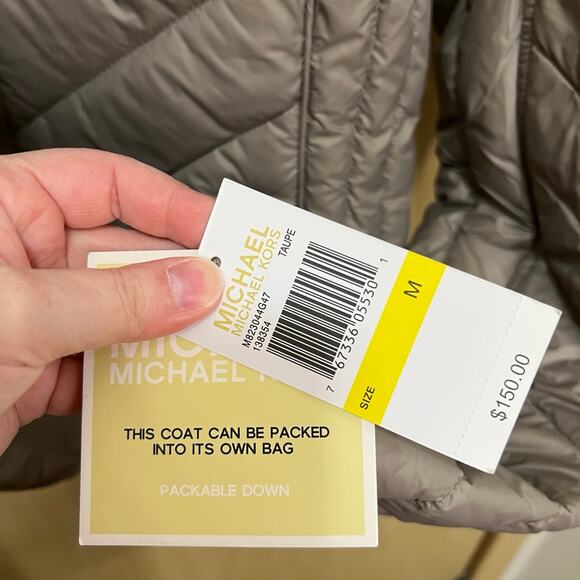 MICHAEL
MICHAEL KORS
M823044G47
138354
TAUPE
7 67336 05530 1
SIZE
M
$150.00
MICHAEL
THIS COAT CAN BE PACKED
INTO ITS OWN BAG
PACKABLE DOWN